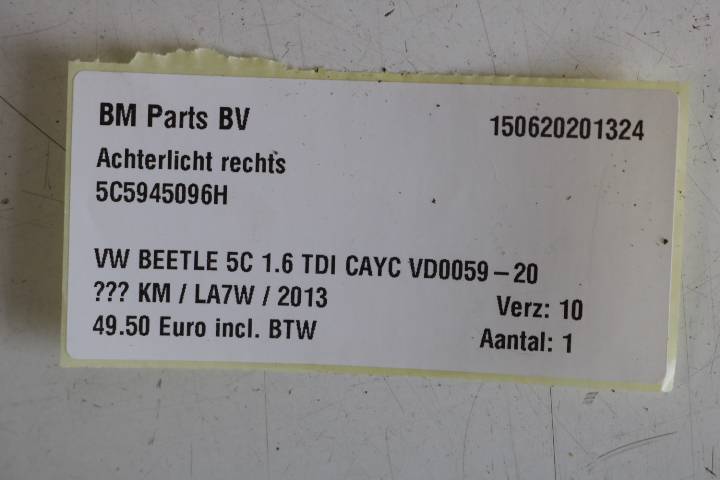 BM Parts BV
150620201324
Achterlicht rechts
5C5945096H
VW BEETLE 5C 1.6 TDI CAYC VD0059-20
??? KM / LA7W / 2013
Verz: 10
49.50 Euro incl. BTW
Aantal: 1